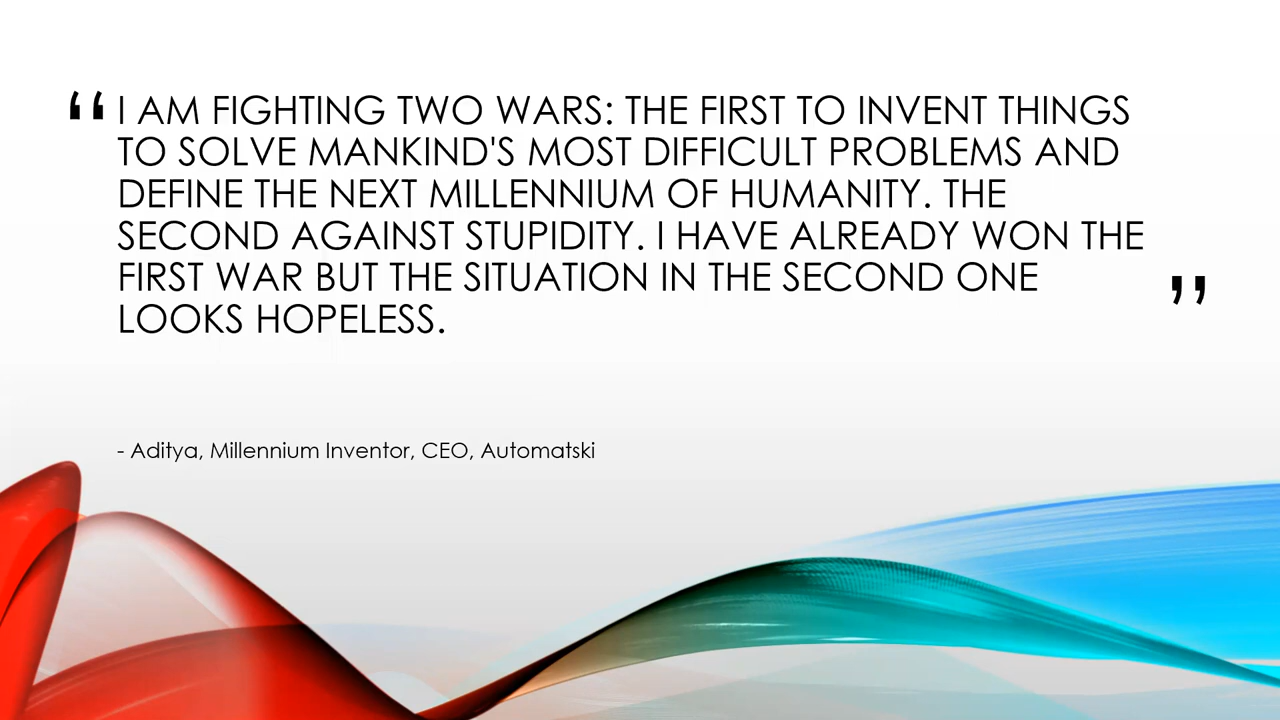 “ I AM FIGHTING TWO WARS: THE FIRST TO INVENT THINGS
TO SOLVE MANKIND'S MOST DIFFICULT PROBLEMS AND
DEFINE THE NEXT MILLENNIUM OF HUMANITY. THE
SECOND AGAINST STUPIDITY. I HAVE ALREADY WON THE
FIRST WAR BUT THE SITUATION IN THE SECOND ONE
LOOKS HOPELESS. ”
- Aditya, Millennium Inventor, CEO, Automatski